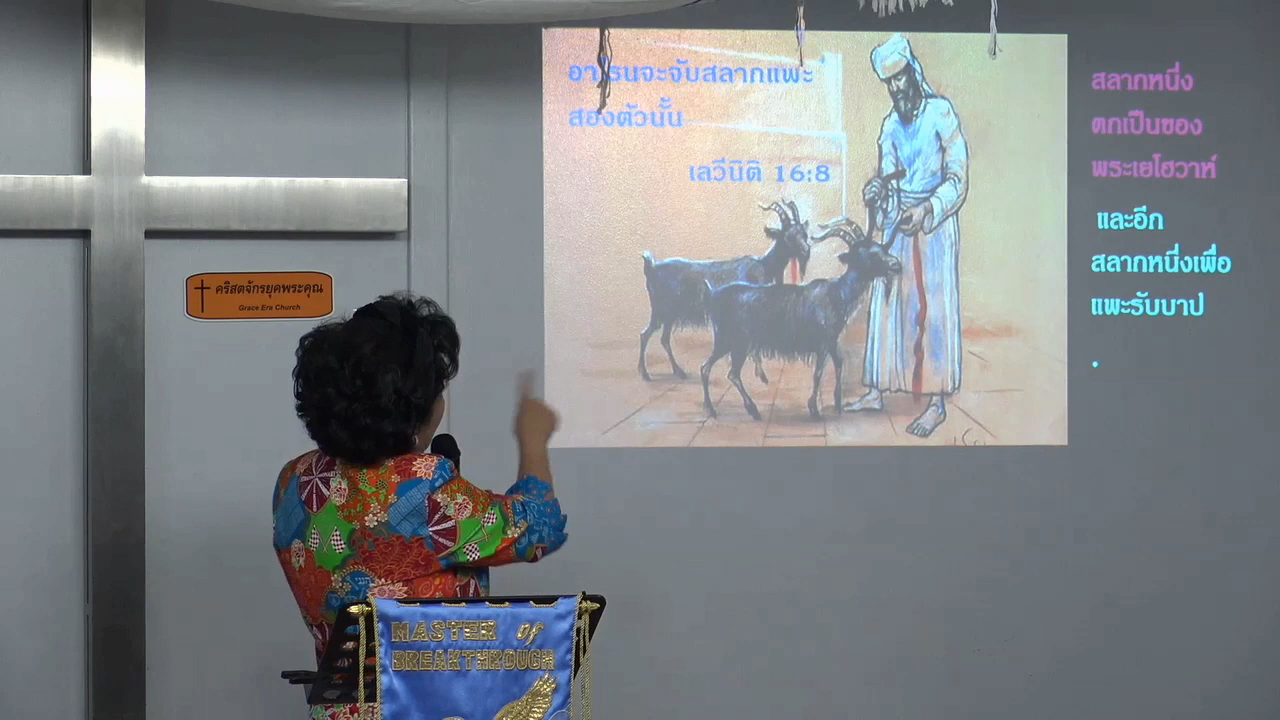 อาโรนจะจับสลากแพะ
สองตัวนั้น
เลวีนิติ 16:8
สลากหนึ่ง
ตกเป็นของ
พระเยโฮวาห์
และอีก
สลากหนึ่งเพื่อ
แพะรับบาป
.
คริสตจักรยุคพระคุณ
Grace Era Church
MASTER of
BREAKTHROUGH